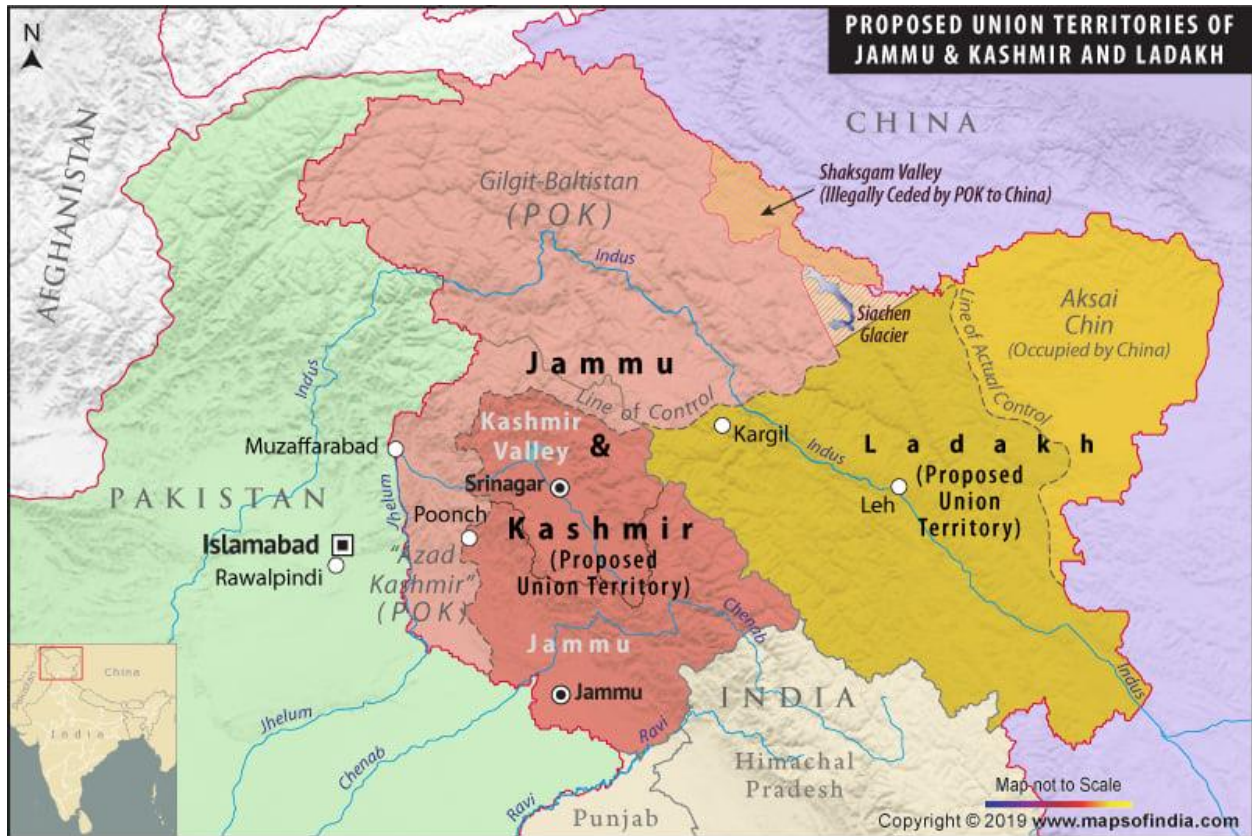 PROPOSED UNION TERRITORIES OF
JAMMU & KASHMIR AND LADAKH
N
AFGHANISTAN
CHINA
Shaksgam Valley
(Illegally Ceded by POK to China)
Gilgit-Baltistan
(POK)
Indus
Siachen
Glacier
Line of Actual Control
Aksai
Chin
(Occupied by China)
Indus
Jammu
Line of Control
Kashmir
Valley
&
Kargil
Muzaffarabad
Indus
Ladakh
(Proposed
Union
Territory)
Leh
PAKISTAN
Srinagar
Jhelum
Poonch
Kashmir
(Proposed
Union Territory)
Islamabad
Rawalpindi
"Azad
Kashmir"
(POK)
Chenab
Jammu
Jammu
INDIA
Indus
Jhelum
Chenab
Ravi
Ravi
Himachal
Pradesh
Punjab
China
India
Map not to Scale
Copyright © 2019 www.mapsofindia.com